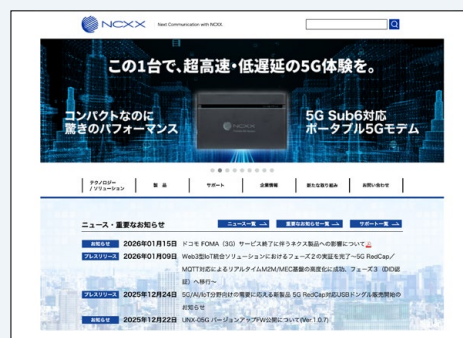 NCXX
Next Communication with NCXX.
この1台で、超高速・低遅延の5G体験を。
コンパクトなのに
驚きのパフォーマンス
NCXX
5G Sub6対応
ポータブル5Gモデム
テクノロジー
/ ソリューション
製 品
サポート
企業情報
新たな取り組み
お問い合わせ
ニュース・重要なお知らせ
ニュース一覧
重要なお知らせ一覧
サポート一覧
お知らせ 2026年01月15日 ドコモ FOMA（3G）サービス終了に伴うネクス製品への影響について
プレスリリース 2026年01月09日 Web3型IoT統合ソリューションにおけるフェーズ２の実証を完了～5G RedCap／
MQTT対応によるリアルタイムM2M/MEC基盤の高度化に成功、フェーズ３（DID認
証）へ移行～
プレスリリース 2025年12月24日 5G/AI/IoT分野向けの需要に応える新製品 5G RedCap対応USBドングル販売開始の
お知らせ
お知らせ 2025年12月22日 UNX-05G バージョンアップFW公開について(Ver.1.0.7)